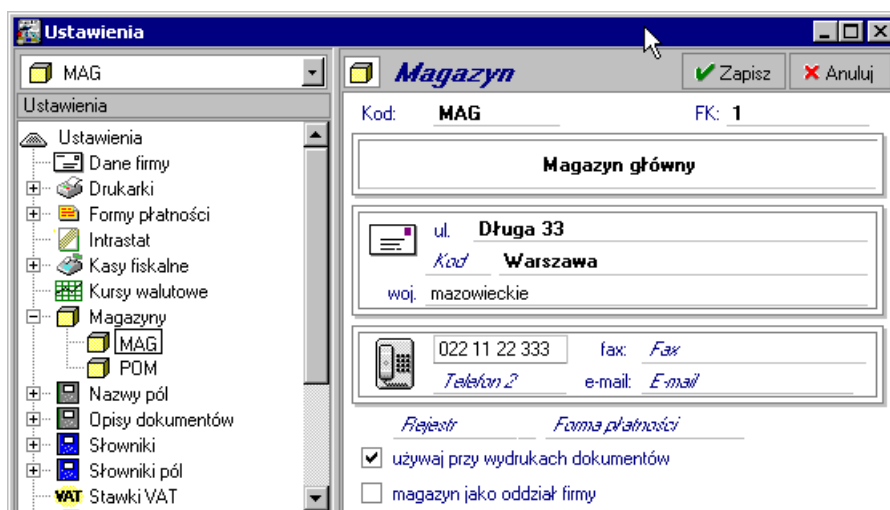 Ustawienia
MAG
Ustawienia
Ustawienia
Dane firmy
Drukarki
Formy płatności
Intrastat
Kasy fiskalne
Kursy walutowe
Magazyny
MAG
POM
Nazwy pól
Opisy dokumentów
Słowniki
Słowniki pól
VAT Stawki VAT
Magazyn
Zapisz
Anuluj
Kod: MAG FK: 1
Magazyn główny
ul. Długa 33
Kod Warszawa
woj. mazowieckie
022 11 22 333 fax: Fax
Telefon 2 e-mail: E-mail
Rejestr Forma płatności
używaj przy wydrukach dokumentów
magazyn jako oddział firmy